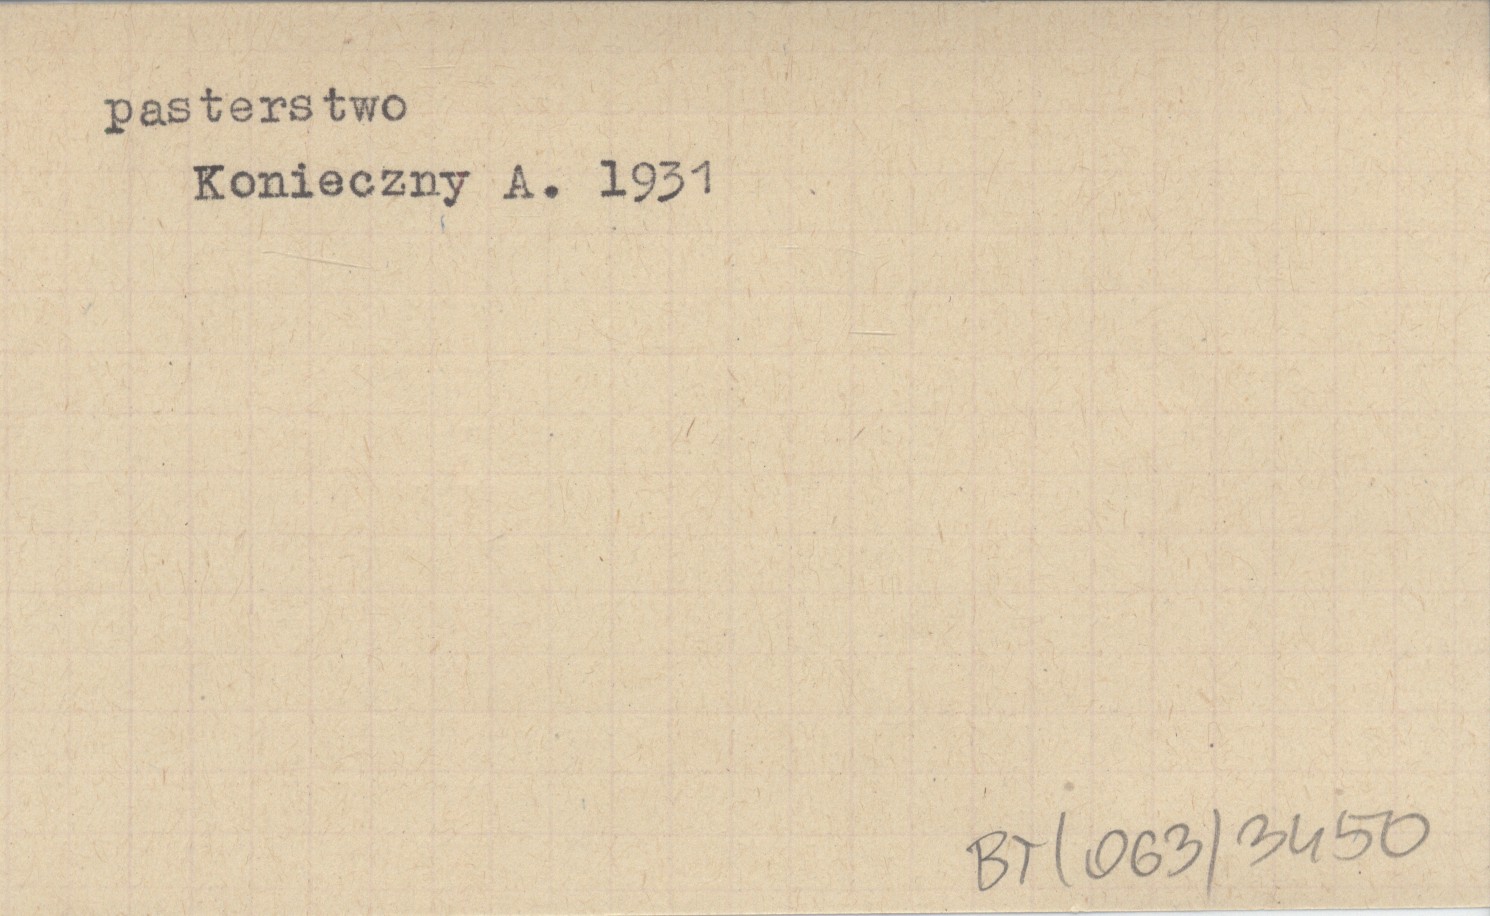 pasterstwo
Konieczny A. 1931
BT(063)3450